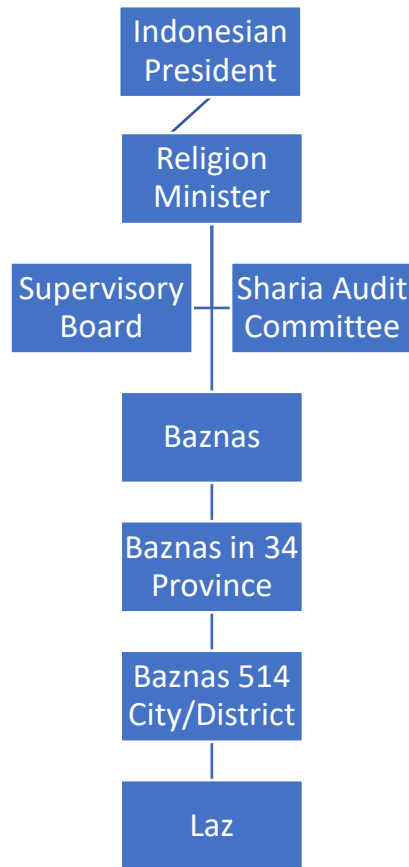 Indonesian
President
Religion
Minister
Supervisory
Board
Sharia Audit
Committee
Baznas
Baznas in 34
Province
Baznas 514
City/District
Laz